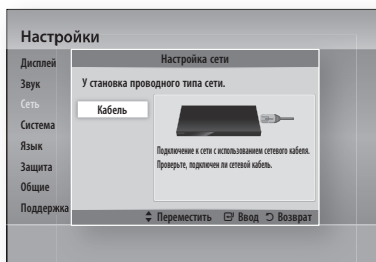 Настройки
Дисплей
Звук
Сеть
Система
Язык
Защита
Общие
Поддержка
Настройка сети
У становка проводного типа сети.
Кабель
Подключение к сети с использованием сетевого кабеля.
Проверьте, подключен ли сетевой кабель.
Переместить Ввод Возврат